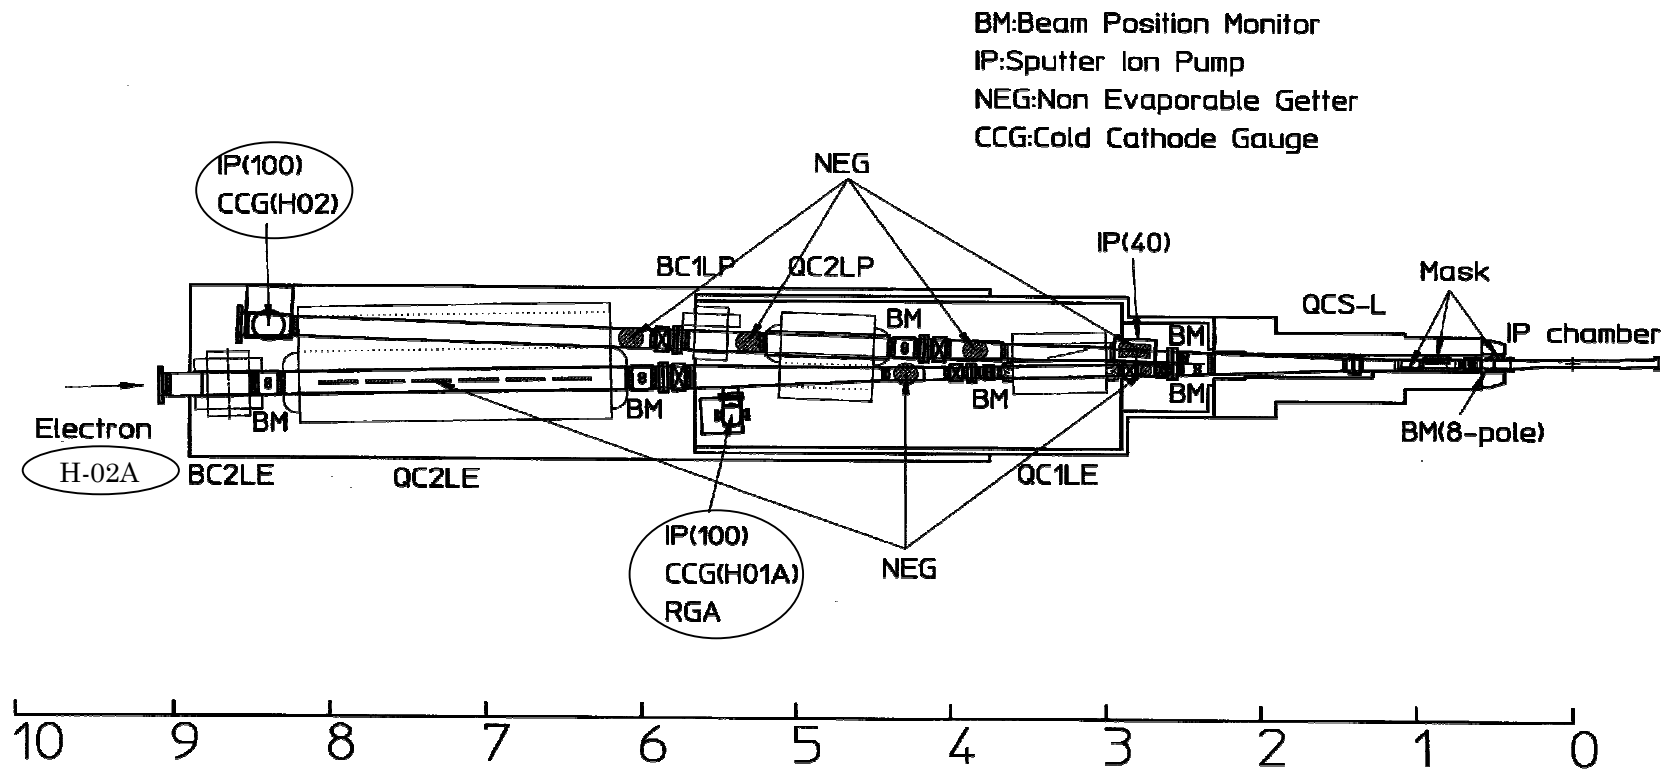 BM:Beam Position Monitor
IP:Sputter Ion Pump
NEG:Non Evaporable Getter
CCG:Cold Cathode Gauge
IP(100)
CCG(H02)
NEG
IP(40)
BC1LP
QC2LP
Mask
QCS-L
BM
BM
IP chamber
Electron
H-02A
BM
BM
BM
BM
BM(8-pole)
BC2LE
QC2LE
QC1LE
IP(100)
CCG(H01A)
RGA
NEG
10 9 8 7 6 5 4 3 2 1 0